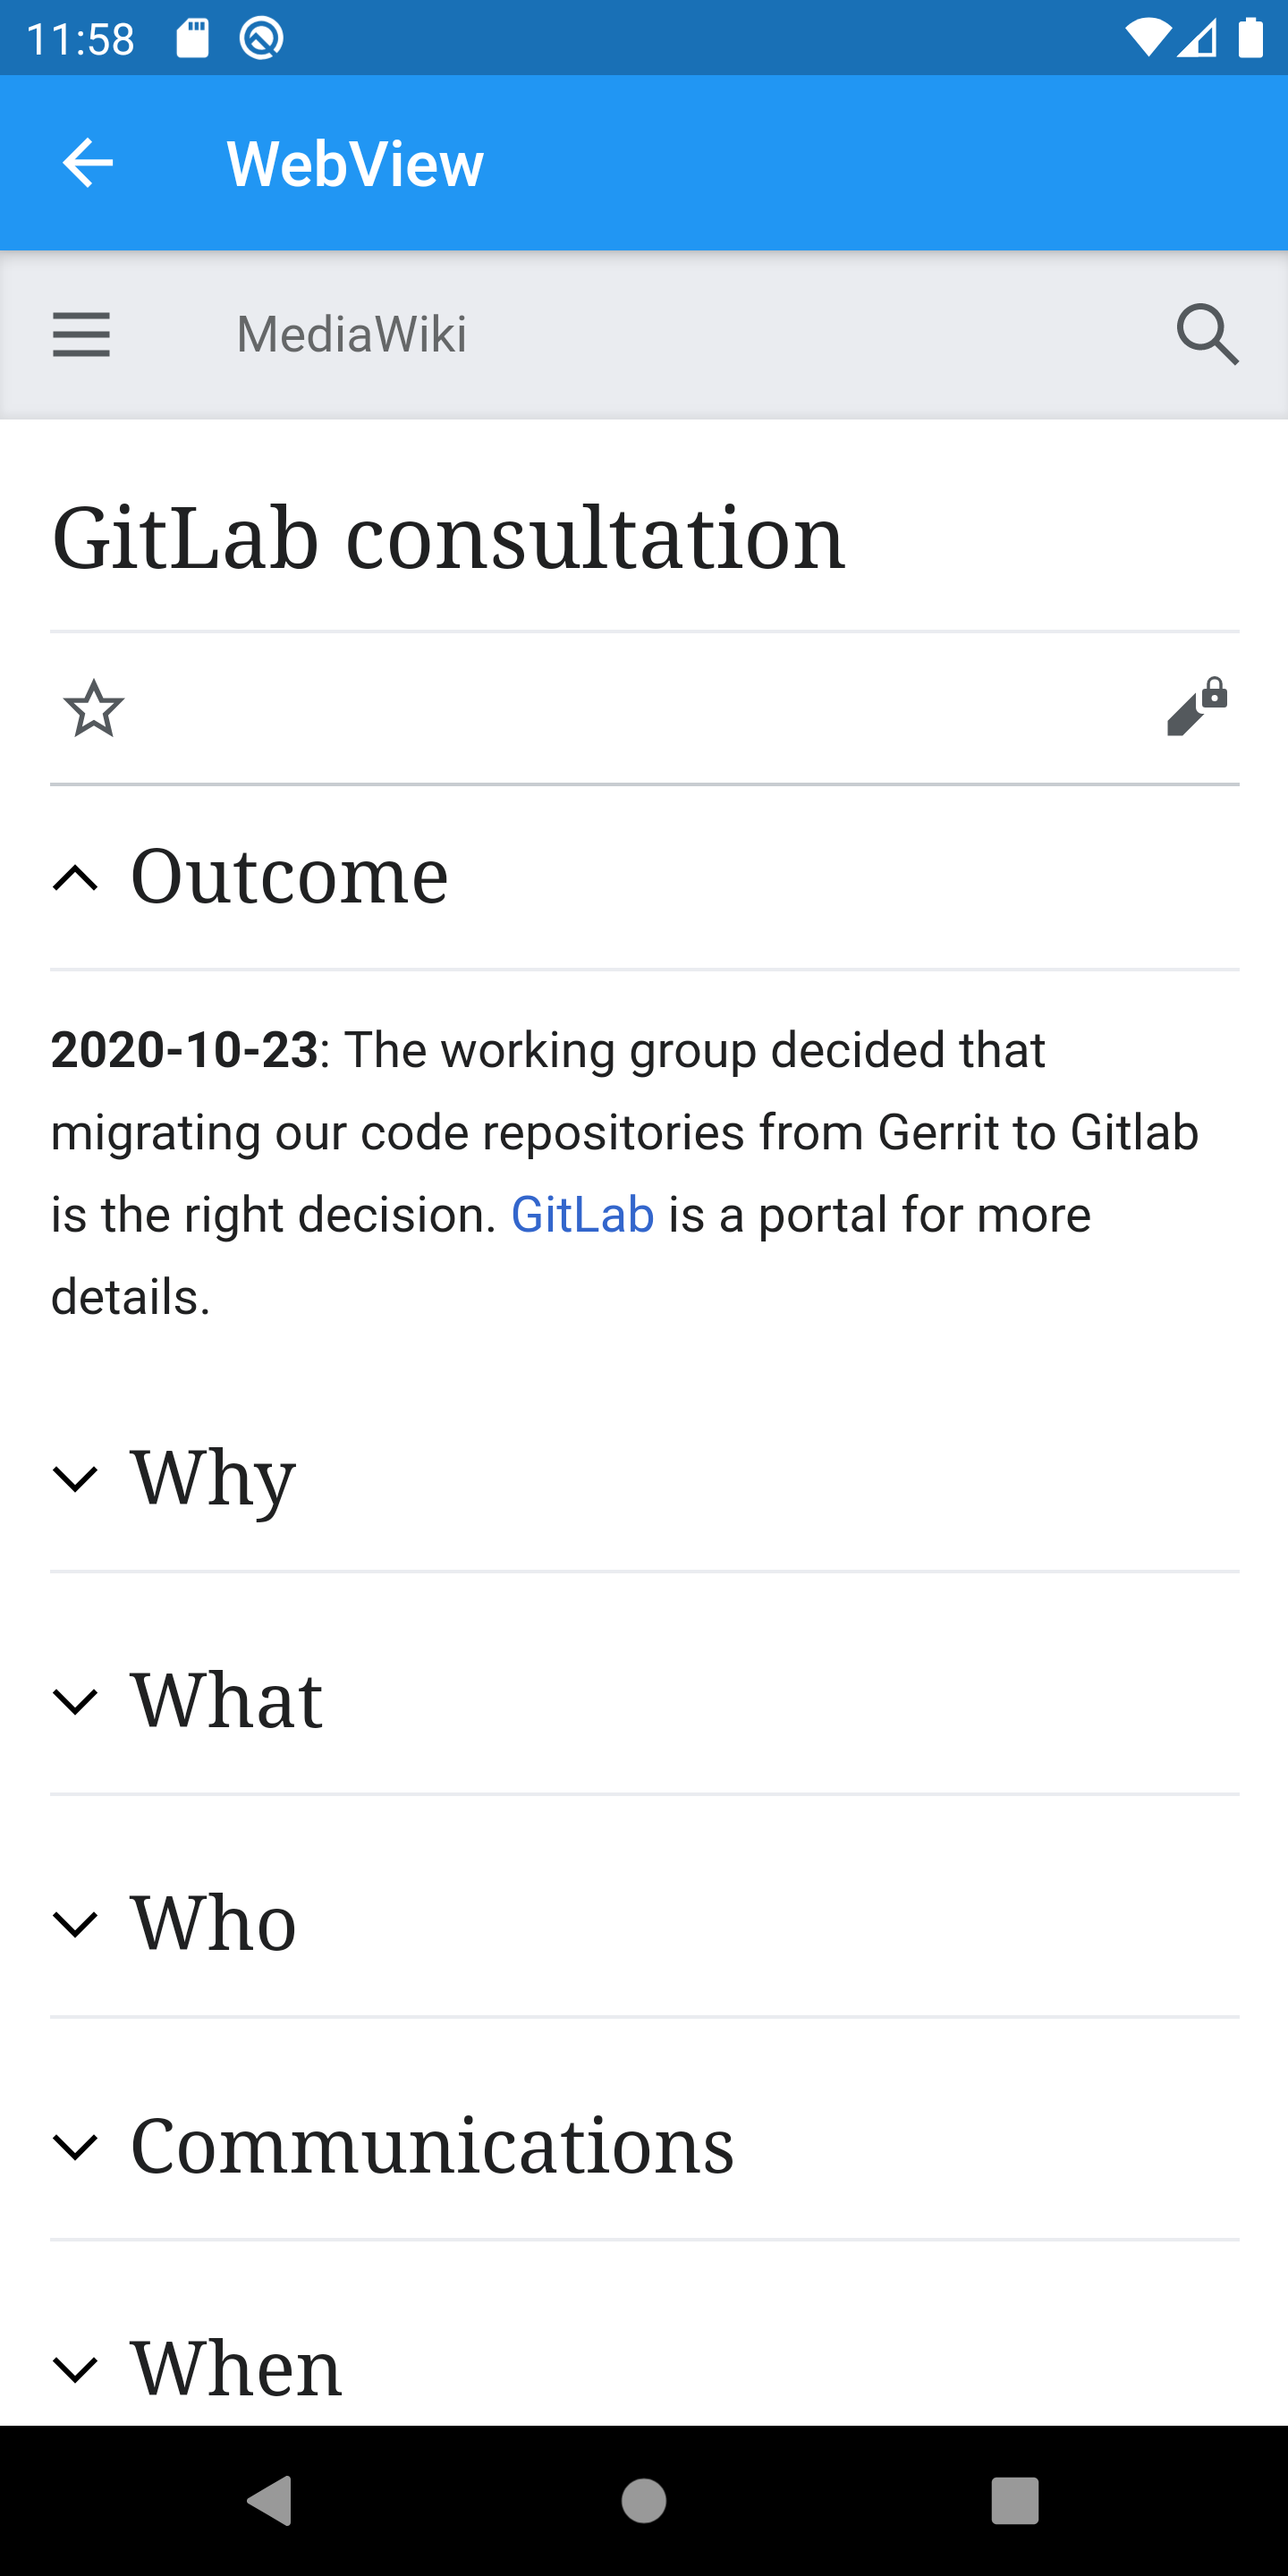 11:58
WebView
MediaWiki
GitLab consultation
Outcome
2020-10-23: The working group decided that
migrating our code repositories from Gerrit to Gitlab
is the right decision. GitLab is a portal for more
details.
Why
What
Who
Communications
When